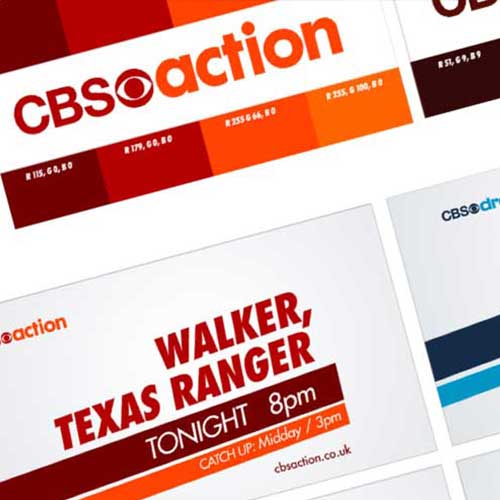 CBS action
R 115, G 0, B 0
R 179, G 0, B 0
R 255 G 66, B 0
R 255, G 100, B 0
R 51, G 9, B 9
action
WALKER,
TEXAS RANGER
TONIGHT 8pm
CATCH UP: Midday / 3pm
cbsaction.co.uk
CBS dr